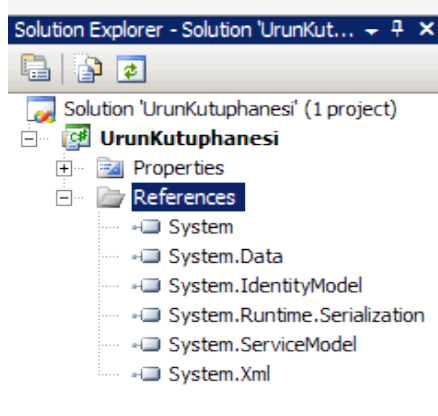 Solution Explorer - Solution 'UrunKut...
Solution 'UrunKutuphanesi' (1 project)
UrunKutuphanesi
Properties
References
System
System.Data
System.IdentityModel
System.Runtime.Serialization
System.ServiceModel
System.Xml